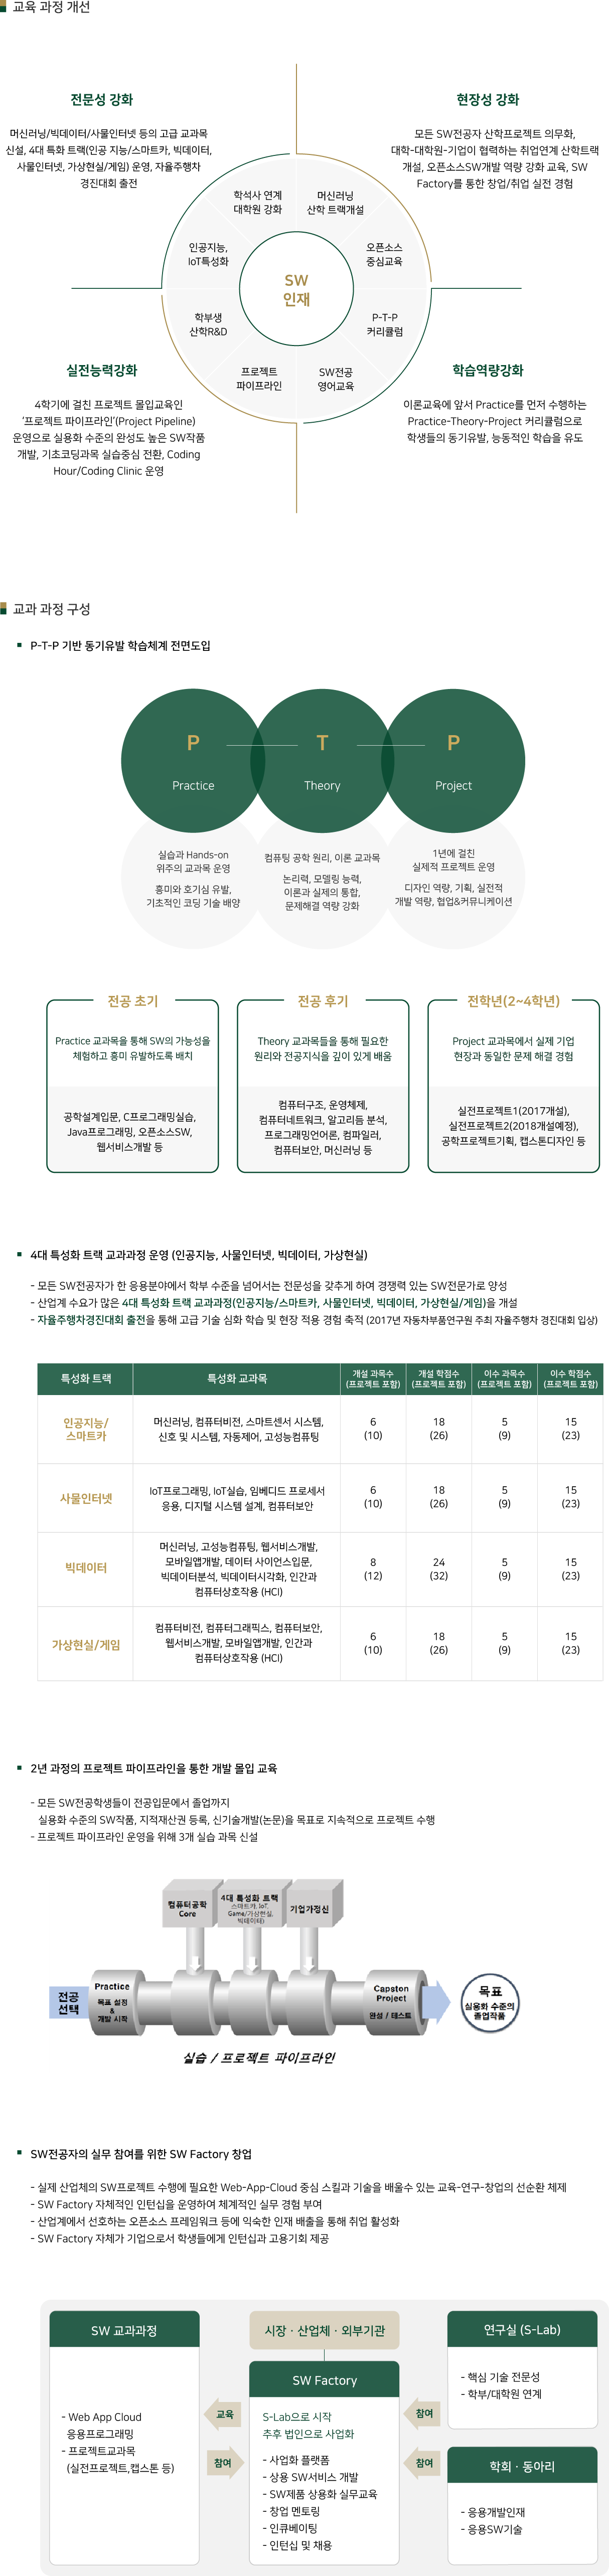 교육 과정 개선
전문성 강화
머신러닝/빅데이터/사물인터넷 등의 고급 교과목
신설, 4대 특화 트랙(인공 지능/스마트카, 빅데이터,
사물인터넷, 가상현실/게임) 운영, 자율주행차
경진대회 출전
현장성 강화
모든 SW전공자 산학프로젝트 의무화,
대학-대학원-기업이 협력하는 취업연계 산학트랙
개설, 오픈소스SW개발 역량 강화 교육, SW
Factory를 통한 창업/취업 실전 경험
학석사 연계
대학원 강화
머신러닝
산학 트랙개설
인공지능,
IoT특성화
오픈소스
중심교육
SW
인재
학부생
산학R&D
P-T-P
커리큘럼
프로젝트
파이프라인
SW전공
영어교육
실전능력강화
4학기에 걸친 프로젝트 몰입교육인
‘프로젝트 파이프라인’(Project Pipeline)
운영으로 실용화 수준의 완성도 높은 SW작품
개발, 기초코딩과목 실습중심 전환, Coding
Hour/Coding Clinic 운영
학습역량강화
이론교육에 앞서 Practice를 먼저 수행하는
Practice-Theory-Project 커리큘럼으로
학생들의 동기유발, 능동적인 학습을 유도
교과 과정 구성
P-T-P 기반 동기유발 학습체계 전면도입
P
T
P
Practice
Theory
Project
실습과 Hands-on
위주의 교과목 운영
흥미와 호기심 유발,
기초적인 코딩 기술 배양
컴퓨팅 공학 원리, 이론 교과목
논리력, 모델링 능력,
이론과 실제의 통합,
문제해결 역량 강화
1년에 걸친
실제적 프로젝트 운영
디자인 역량, 기획, 실전적
개발 역량, 협업&커뮤니케이션
전공 초기
Practice 교과목을 통해 SW의 가능성을
체험하고 흥미 유발하도록 배치
공학설계입문, C프로그래밍실습,
Java프로그래밍, 오픈소스SW,
웹서비스개발 등
전공 후기
Theory 교과목들을 통해 필요한
원리와 전공지식을 깊이 있게 배움
컴퓨터구조, 운영체제,
컴퓨터네트워크, 알고리듬 분석,
프로그래밍언어론, 컴파일러,
컴퓨터보안, 머신러닝 등
전학년(2~4학년)
Project 교과목에서 실제 기업
현장과 동일한 문제 해결 경험
실전프로젝트1(2017개설),
실전프로젝트2(2018개설예정),
공학프로젝트기획, 캡스톤디자인 등
4대 특성화 트랙 교과과정 운영 (인공지능, 사물인터넷, 빅데이터, 가상현실)
- 모든 SW전공자가 한 응용분야에서 학부 수준을 넘어서는 전문성을 갖추게 하여 경쟁력 있는 SW전문가로 양성
- 산업계 수요가 많은 4대 특성화 트랙 교과과정(인공지능/스마트카, 사물인터넷, 빅데이터, 가상현실/게임)을 개설
- 자율주행차경진대회 출전을 통해 고급 기술 심화 학습 및 현장 적용 경험 축적 (2017년 자동차부품연구원 주최 자율주행차 경진대회 입상)
특성화 트랙
특성화 교과목
개설 과목수
(프로젝트 포함)
개설 학점수
(프로젝트 포함)
이수 과목수
(프로젝트 포함)
이수 학점수
(프로젝트 포함)
인공지능/
스마트카
머신러닝, 컴퓨터비전, 스마트센서 시스템,
신호 및 시스템, 자동제어, 고성능컴퓨팅
6
(10)
18
(26)
5
(9)
15
(23)
사물인터넷
IoT프로그래밍, IoT실습, 임베디드 프로세서
응용, 디지털 시스템 설계, 컴퓨터보안
6
(10)
18
(26)
5
(9)
15
(23)
빅데이터
머신러닝, 고성능컴퓨팅, 웹서비스개발,
모바일앱개발, 데이터 사이언스입문,
빅데이터분석, 빅데이터시각화, 인간과
컴퓨터상호작용 (HCI)
8
(12)
24
(32)
5
(9)
15
(23)
가상현실/게임
컴퓨터비전, 컴퓨터그래픽스, 컴퓨터보안,
웹서비스개발, 모바일앱개발, 인간과
컴퓨터상호작용 (HCI)
6
(10)
18
(26)
5
(9)
15
(23)
2년 과정의 프로젝트 파이프라인을 통한 개발 몰입 교육
- 모든 SW전공학생들이 전공입문에서 졸업까지
실용화 수준의 SW작품, 지적재산권 등록, 신기술개발(논문)을 목표로 지속적으로 프로젝트 수행
- 프로젝트 파이프라인 운영을 위해 3개 실습 과목 신설
컴퓨터공학
Core
4대 특성화 트랙
스마트카, IoT,
Game/가상현실,
빅데이터)
기업가정신
전공
선택
Practice
목표 설정
&
개발 시작
Capston
Project
완성 / 테스트
목표
실용화 수준의
졸업작품
실습 / 프로젝트 파이프라인
SW전공자의 실무 참여를 위한 SW Factory 창업
- 실제 산업체의 SW프로젝트 수행에 필요한 Web-App-Cloud 중심 스킬과 기술을 배울수 있는 교육-연구-창업의 선순환 체제
- SW Factory 자체적인 인턴십을 운영하여 체계적인 실무 경험 부여
- 산업계에서 선호하는 오픈소스 프레임워크 등에 익숙한 인재 배출을 통해 취업 활성화
- SW Factory 자체가 기업으로서 학생들에게 인턴십과 고용기회 제공
SW 교과과정
- Web App Cloud
응용프로그래밍
- 프로젝트교과목
(실전프로젝트,캡스톤 등)
교육
참여
시장 · 산업체 · 외부기관
SW Factory
S-Lab으로 시작
추후 법인으로 사업화
- 사업화 플랫폼
- 상용 SW서비스 개발
- SW제품 상용화 실무교육
- 창업 멘토링
- 인큐베이팅
- 인턴십 및 채용
참여
참여
연구실 (S-Lab)
- 핵심 기술 전문성
- 학부/대학원 연계
학회 · 동아리
- 응용개발인재
- 응용SW기술